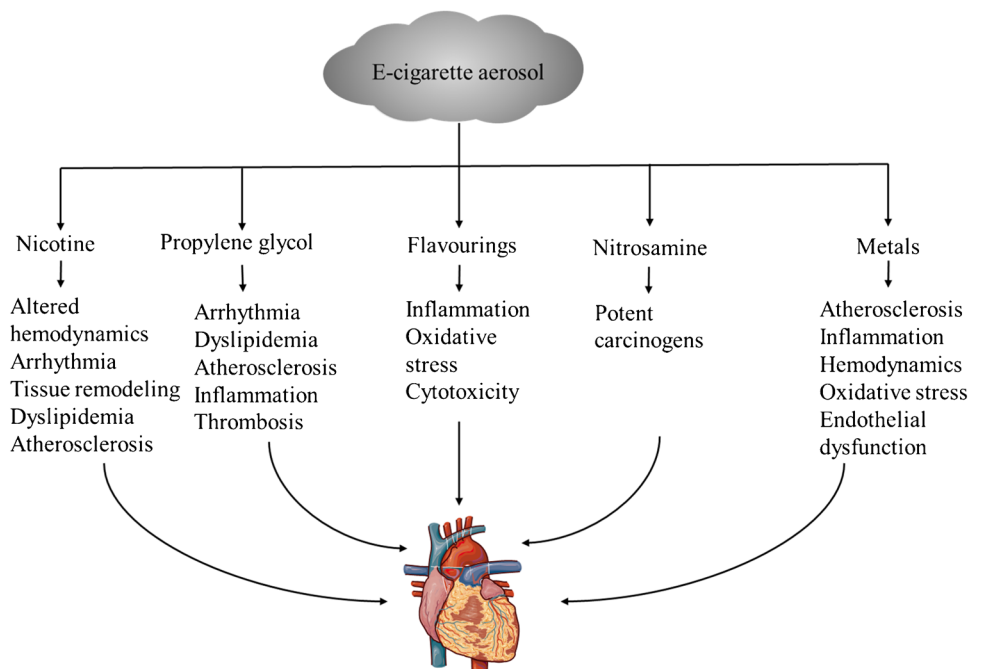 E-cigarette aerosol
Nicotine
Altered
hemodynamics
Arrhythmia
Tissue remodeling
Dyslipidemia
Atherosclerosis
Propylene glycol
Arrhythmia
Dyslipidemia
Atherosclerosis
Inflammation
Thrombosis
Flavourings
Inflammation
Oxidative
stress
Cytotoxicity
Nitrosamine
Potent
carcinogens
Metals
Atherosclerosis
Inflammation
Hemodynamics
Oxidative stress
Endothelial
dysfunction